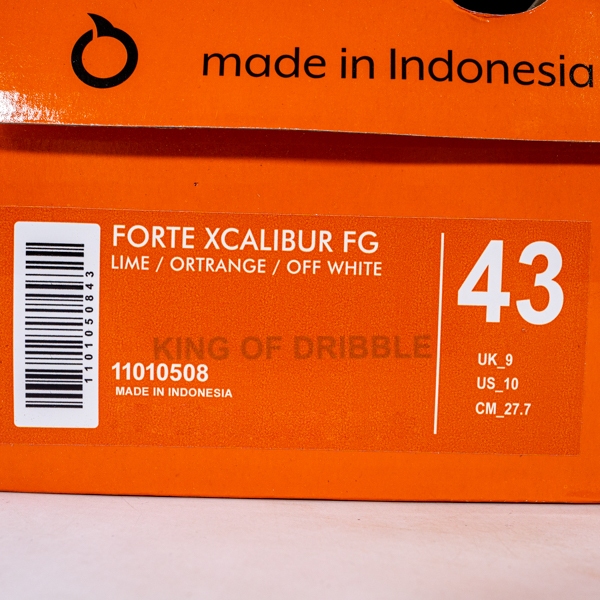 made in Indonesia
FORTE XCALIBUR FG
LIME / ORTRANGE / OFF WHITE
KING OF DRIBBLE
11010508
MADE IN INDONESIA
1101050843
43
UK_9
US_10
CM_27.7